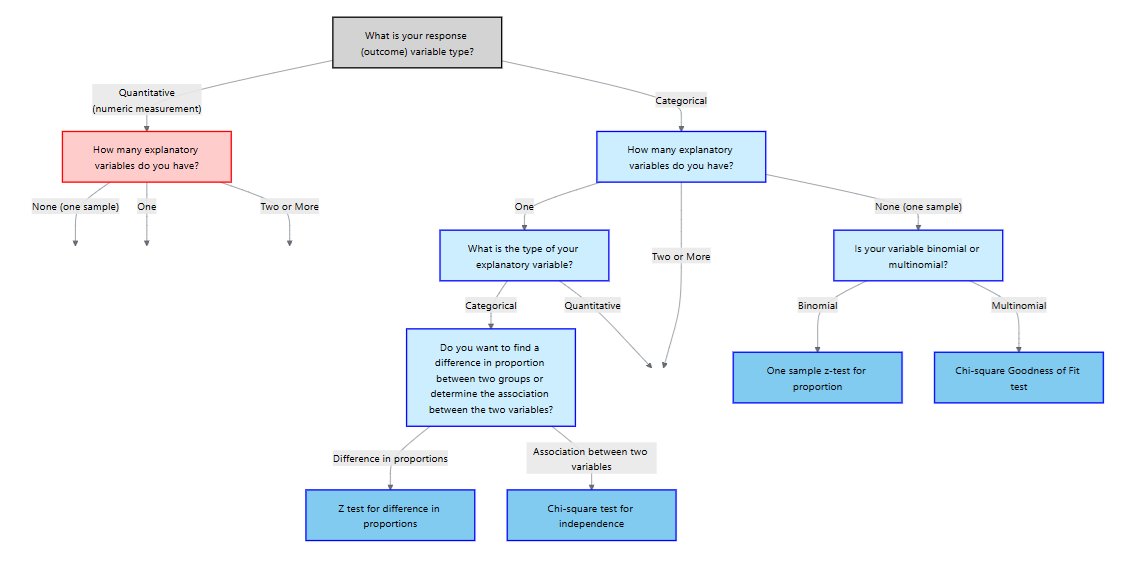 What is your response
(outcome) variable type?
Quantitative
(numeric measurement)
Categorical
How many explanatory
variables do you have?
How many explanatory
variables do you have?
None (one sample)
One
Two or More
One
Two or More
None (one sample)
What is the type of your
explanatory variable?
Is your variable binomial or
multinomial?
Categorical
Quantitative
Binomial
Multinomial
Do you want to find a
difference in proportion
between two groups or
determine the association
between the two variables?
One sample z-test for
proportion
Chi-square Goodness of Fit
test
Difference in proportions
Association between two
variables
Z test for difference in
proportions
Chi-square test for
independence